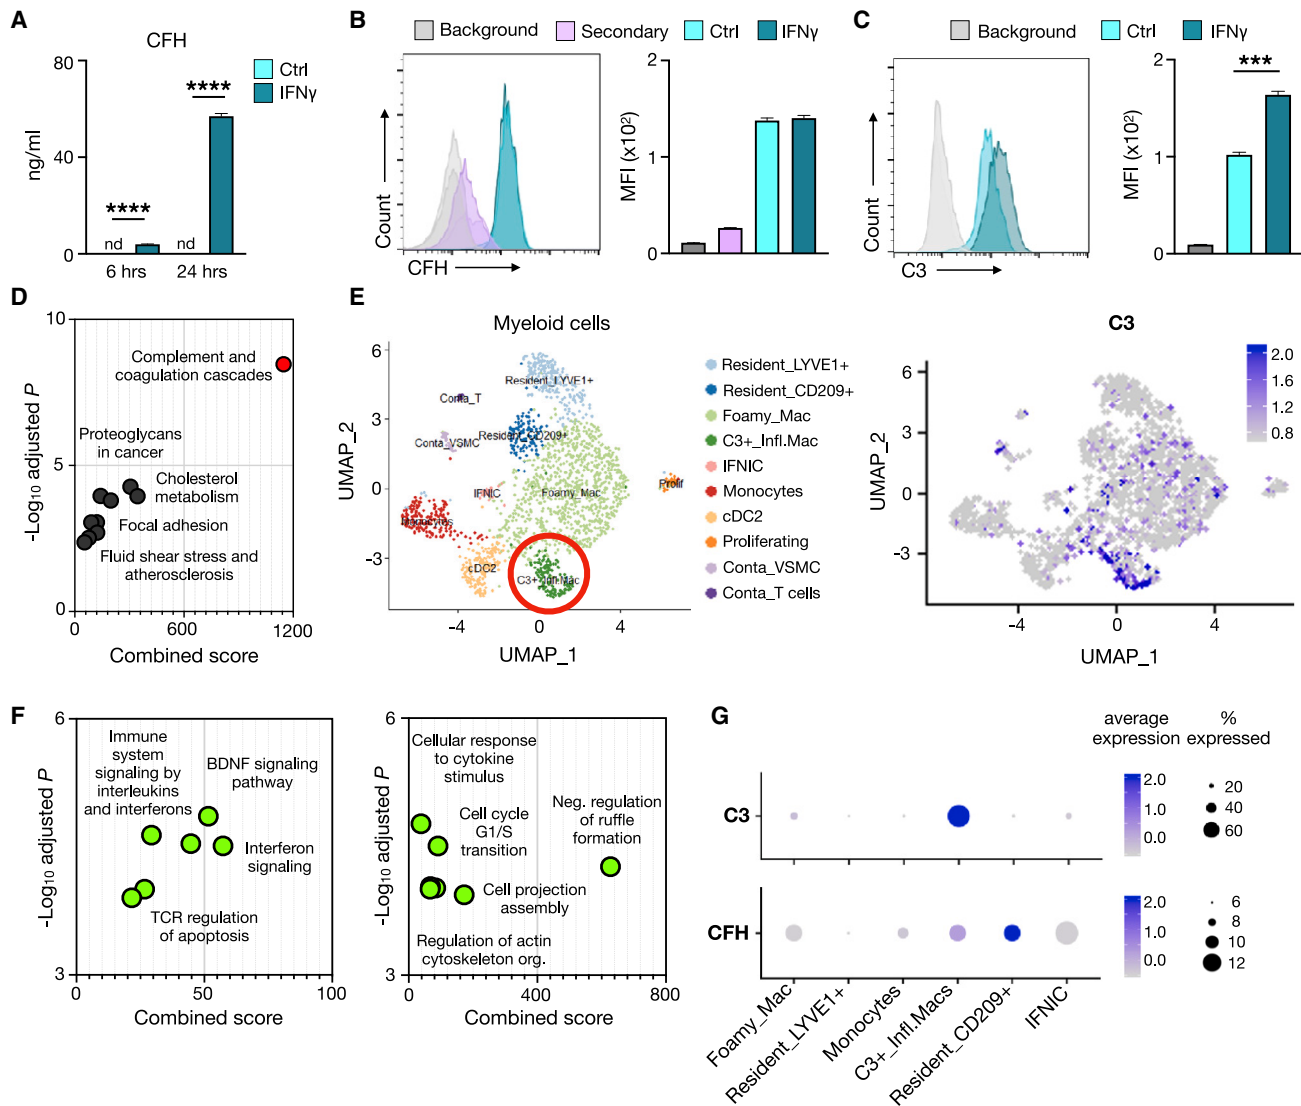 A
CFH
80
40
0
ng/ml
****
****
nd
nd
6 hrs
24 hrs
Ctrl
IFNγ
B
Background
Secondary
Ctrl
IFNγ
Count
CFH
2
1
0
MFI (x10²)
C
Background
Ctrl
IFNγ
Count
C3
2
1
0
MFI (x10²)
***
D
10
5
0
-Log₁₀ adjusted P
Complement and
coagulation cascades
Proteoglycans
in cancer
Cholesterol
metabolism
Focal adhesion
Fluid shear stress and
atherosclerosis
0
600
1200
Combined score
E
Myeloid cells
6
3
0
-3
UMAP_2
Resident_LYVE1+
Conta_T
Conta_VSMC
Resident_CD209+
IFNIC
Foamy_Mac
Prolif
Monocytes
cDC2
C3+_Infl.Mac
-4
0
4
UMAP_1
Resident_LYVE1+
Resident_CD209+
Foamy_Mac
C3+_Infl.Mac
IFNIC
Monocytes
cDC2
Proliferating
Conta_VSMC
Conta_T cells
C3
6
3
0
-3
UMAP_2
2.0
1.6
1.2
0.8
-4
0
4
UMAP_1
F
6
3
-Log₁₀ adjusted P
Immune
system
signaling by
interleukins
and interferons
BDNF signaling
pathway
Interferon
signaling
TCR regulation
of apoptosis
0
50
100
Combined score
6
3
-Log₁₀ adjusted P
Cellular response
to cytokine
stimulus
Cell cycle
G1/S
transition
Neg. regulation
of ruffle
formation
Cell projection
assembly
Regulation of actin
cytoskeleton org.
0
400
800
Combined score
G
average
expression
%
expressed
C3
2.0
1.0
0.0
20
40
60
CFH
2.0
1.0
0.0
6
8
10
12
Foamy_Mac
Resident_LYVE1+
Monocytes
C3+_Infl.Macs
Resident_CD209+
IFNIC